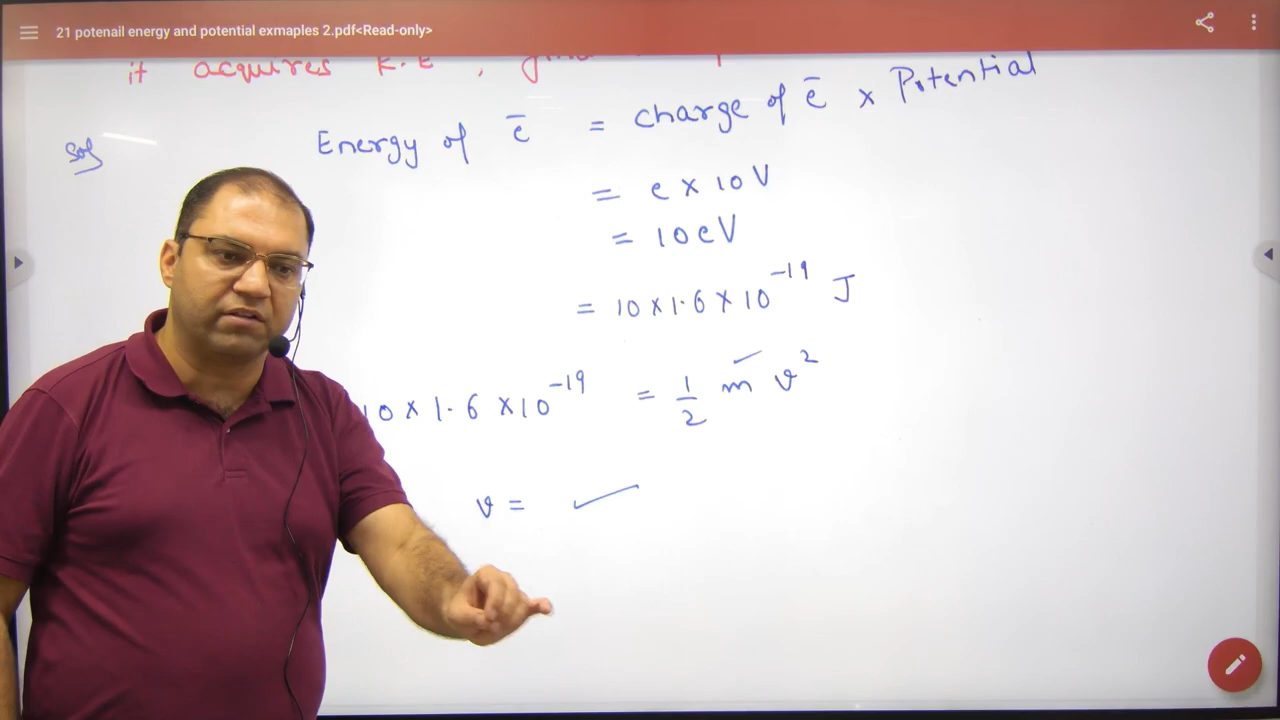 21 potenail energy and potential exmaples 2.pdf<Read-only>
it acquires K.E ,
Sol
Energy of ē = charge of ē × Potential
= e × 10 V
= 10 eV
= 10 × 1.6 × 10⁻¹⁹ J
10 × 1.6 × 10⁻¹⁹ = 1/2 m v²
v = ✓